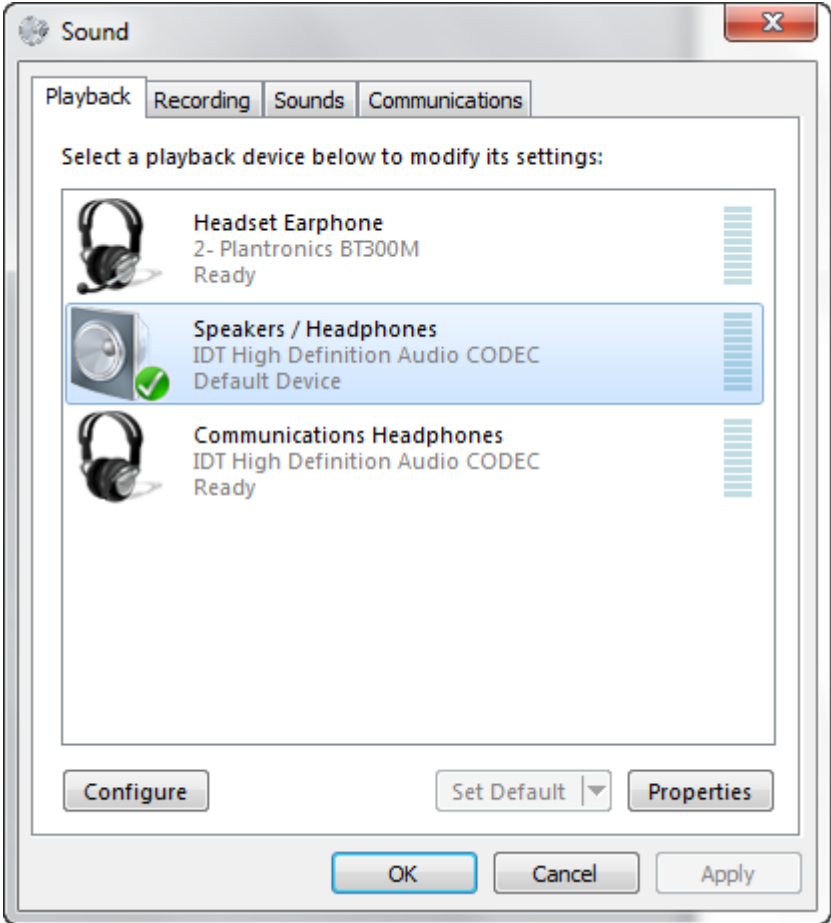 Sound
Playback Recording Sounds Communications
Select a playback device below to modify its settings:
Headset Earphone
2- Plantronics BT300M
Ready
Speakers / Headphones
IDT High Definition Audio CODEC
Default Device
Communications Headphones
IDT High Definition Audio CODEC
Ready
Configure Set Default Properties
OK Cancel Apply